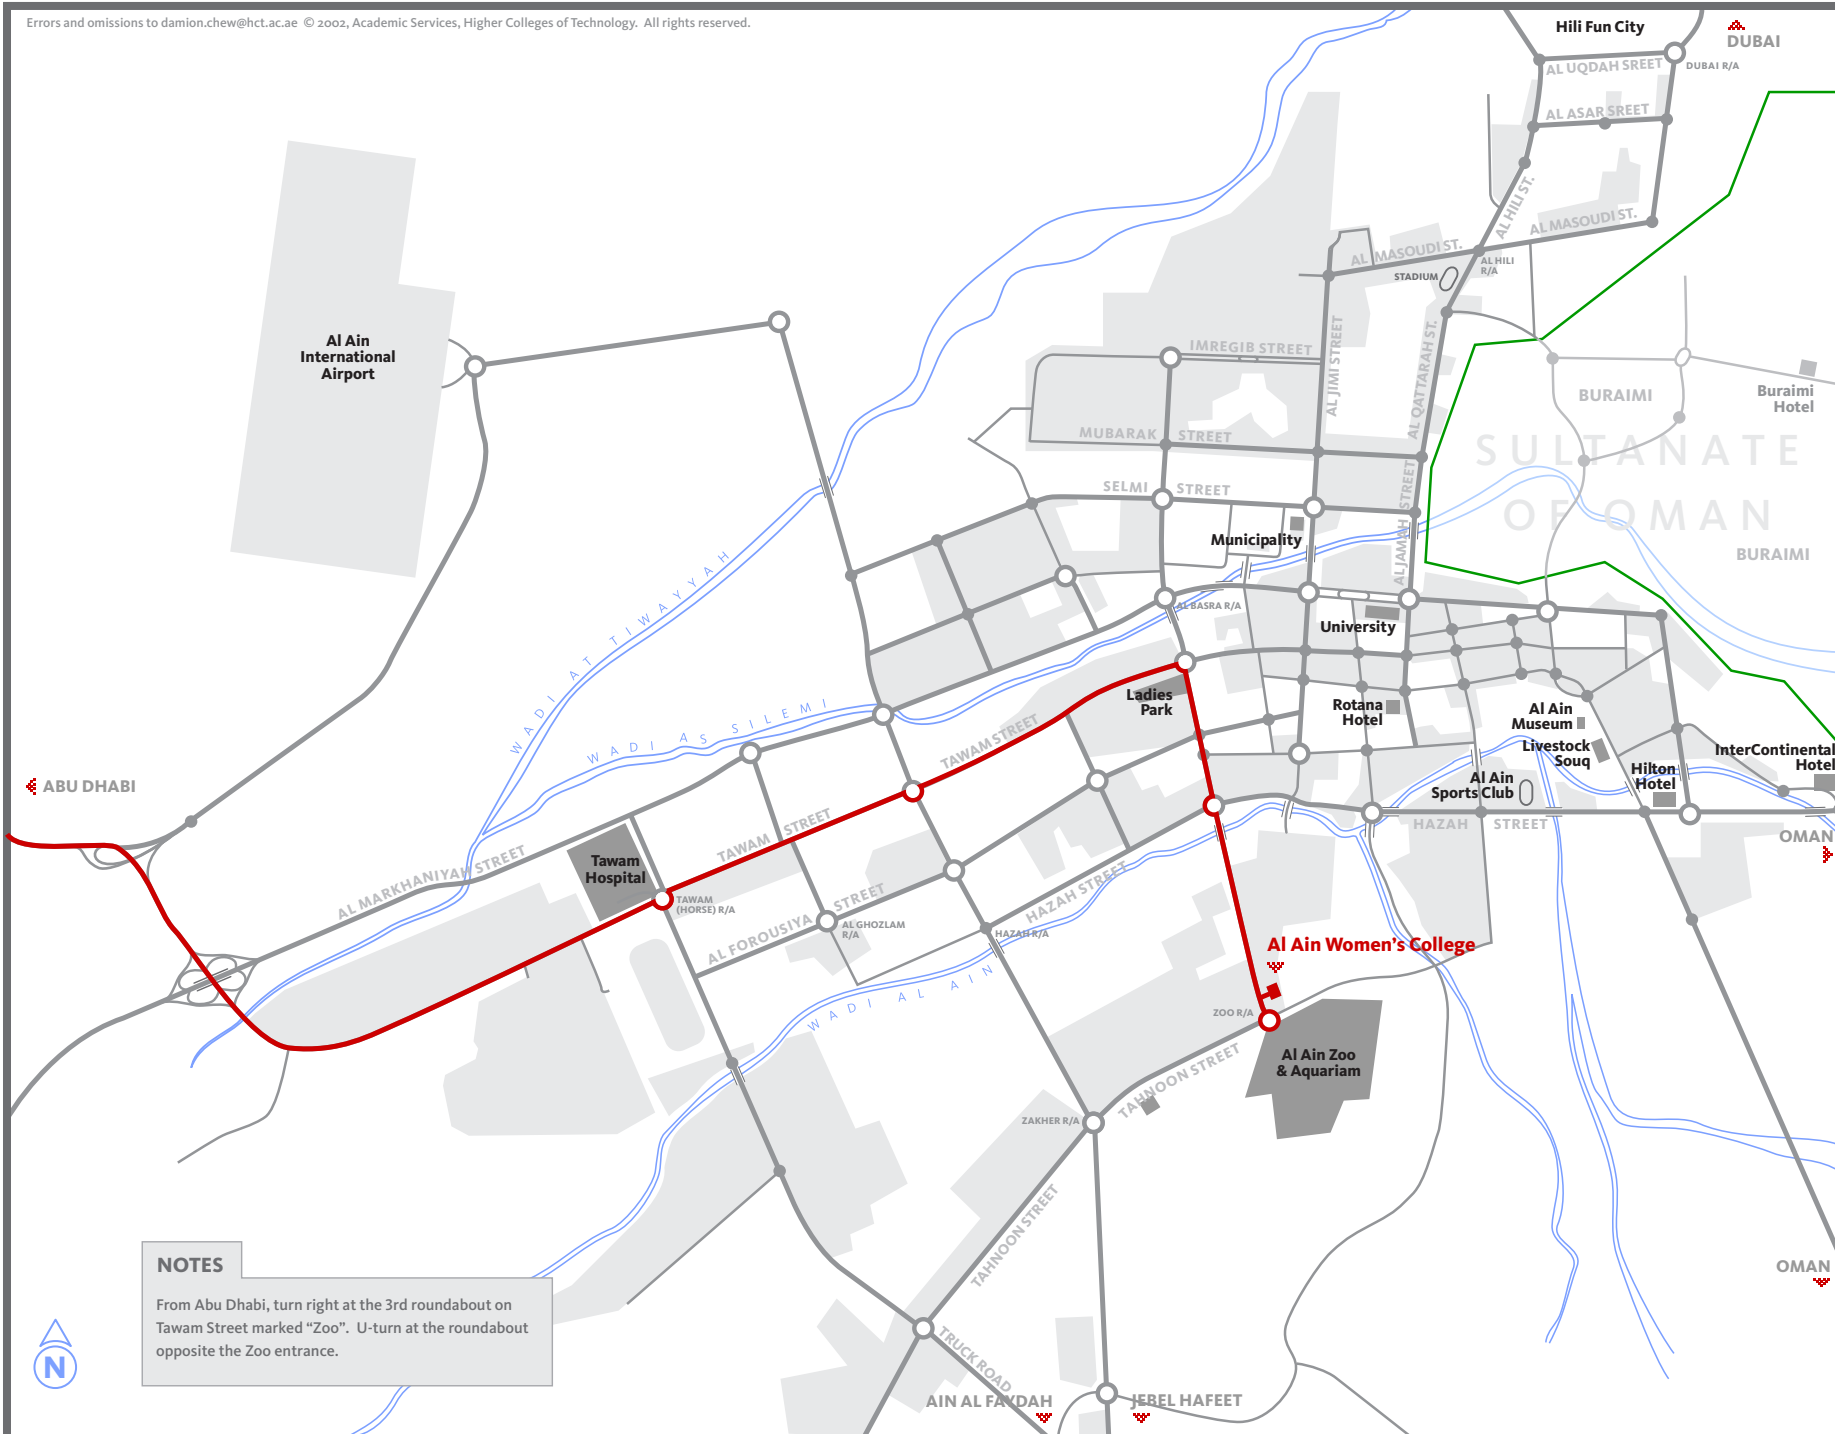 Errors and omissions to damion.chew@hct.ac.ae © 2002, Academic Services, Higher Colleges of Technology. All rights reserved.
Hili Fun City
DUBAI
AL UQDAH SREET
DUBAI R/A
AL ASAR SREET
AL HILI ST.
AL MASOUDI ST.
AL MASOUDI ST.
AL HILI
R/A
STADIUM
Al Ain
International
Airport
IMREGIB STREET
AL JIMI STREET
AL QATTARAH ST.
BURAIMI
Buraimi
Hotel
MUBARAK STREET
SULTANATE
OF OMAN
SELMI STREET
Municipality
AL JAMAH STREET
BURAIMI
WADI AT TIWAYYAH
AL BASRA R/A
University
Ladies
Park
Rotana
Hotel
Al Ain
Museum
Livestock
Souq
InterContinental
Hotel
Hilton
Hotel
Al Ain
Sports Club
WADI AS SILEMI
TAWAM STREET
ABU DHABI
TAWAM STREET
HAZAH STREET
OMAN
AL MARKHANIYAH STREET
Tawam
Hospital
TAWAM
(HORSE) R/A
AL FOROUSIYA STREET
AL GHOZLAM
R/A
HAZAH STREET
HAZAH R/A
Al Ain Women's College
WADI AL AIN
ZOO R/A
Al Ain Zoo
& Aquariam
TAHNOON STREET
ZAKHER R/A
TAHNOON STREET
OMAN
NOTES
From Abu Dhabi, turn right at the 3rd roundabout on
Tawam Street marked “Zoo”. U-turn at the roundabout
opposite the Zoo entrance.
N
TRUCK ROAD
AIN AL FAYDAH
JEBEL HAFEET